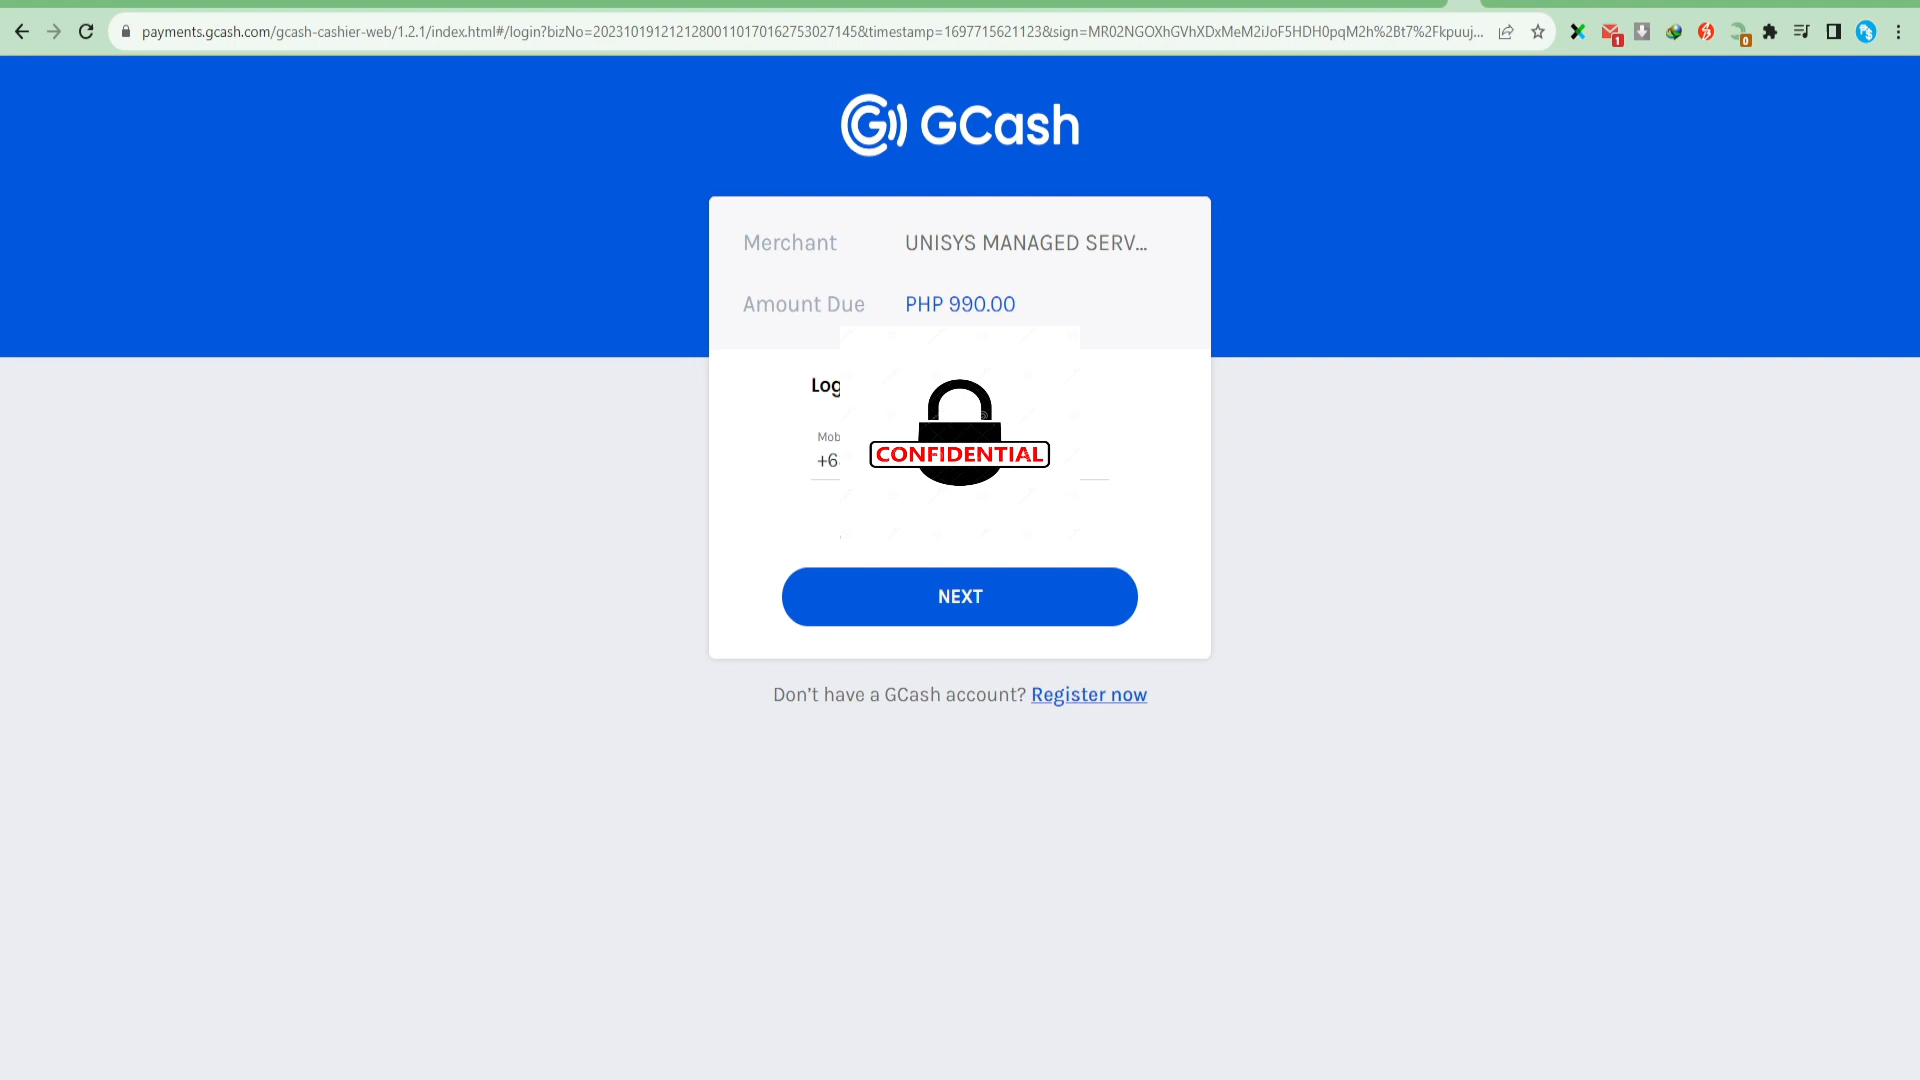 payments.gcash.com/gcash-cashier-web/1.2.1/index.html#/login?bizNo=20231019121212800110170162753027145&timestamp=1697715621123&sign=MR02NGOXhGVhXDxMeM2iJoF5HDH0pqM2h%2Bt7%2Fkpuuj...
1
0
GCash
Merchant UNISYS MANAGED SERV...
Amount Due PHP 990.00
Log
Mob
+6
CONFIDENTIAL
NEXT
Don't have a GCash account? Register now